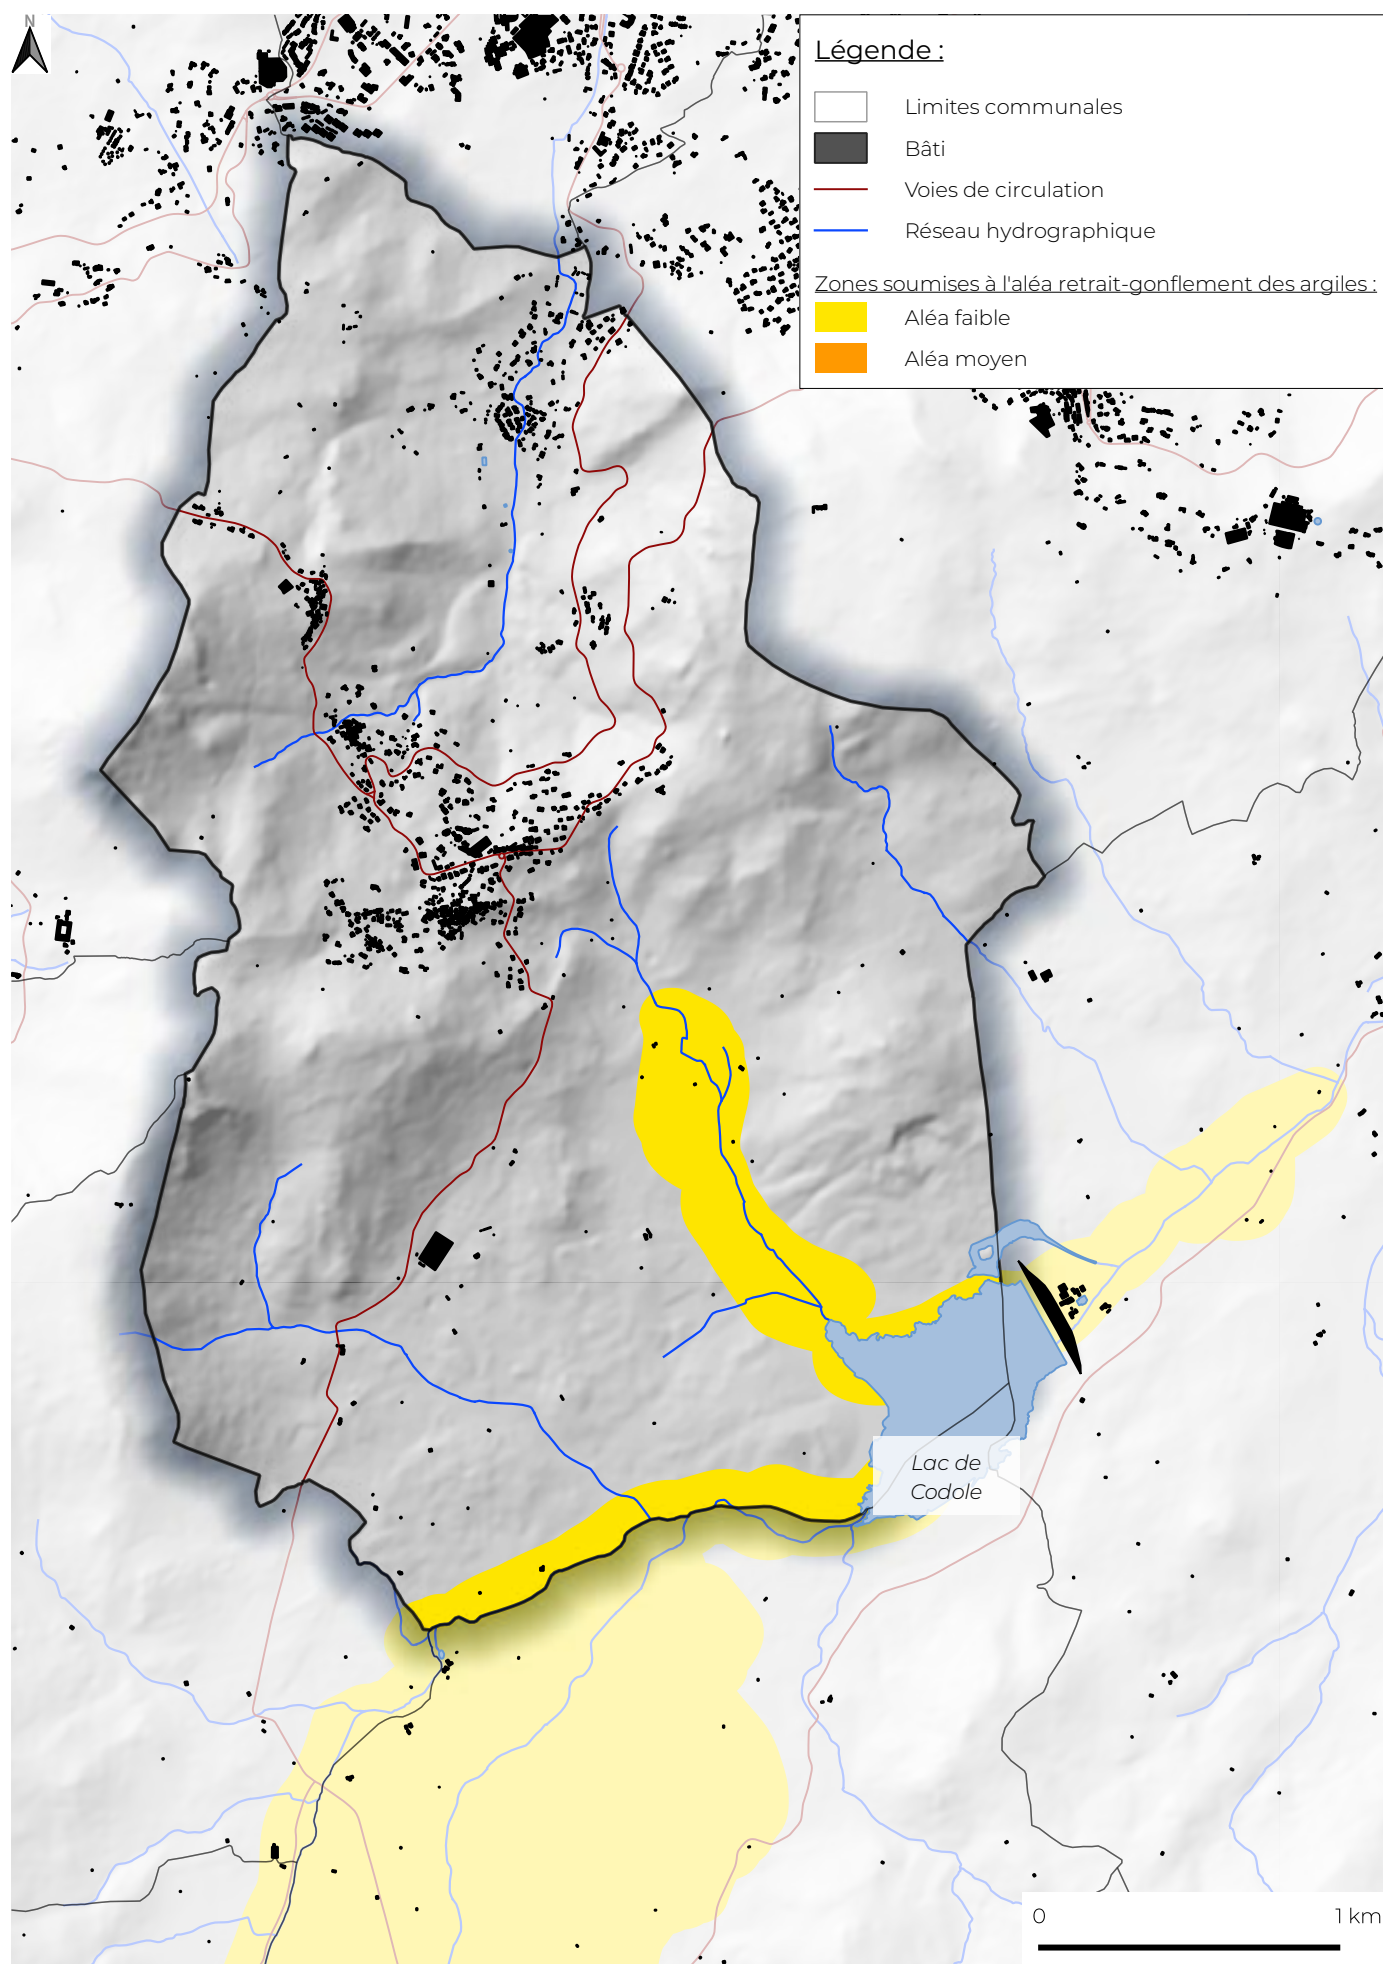 N
Légende :
Limites communales
Bâti
Voies de circulation
Réseau hydrographique
Zones soumises à l'aléa retrait-gonflement des argiles :
Aléa faible
Aléa moyen
Lac de
Codole
0 1 km